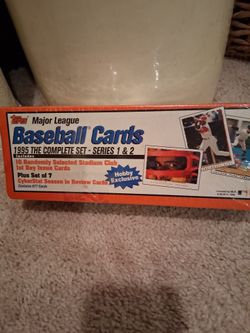 Topps Major League
Baseball Cards
1995 THE COMPLETE SET - SERIES 1 & 2
Includes
10 Randomly Selected Stadium Club
1st Day Issue Cards
Plus Set of 7
CyberStat Season in Review Cards
Hobby
Exclusive